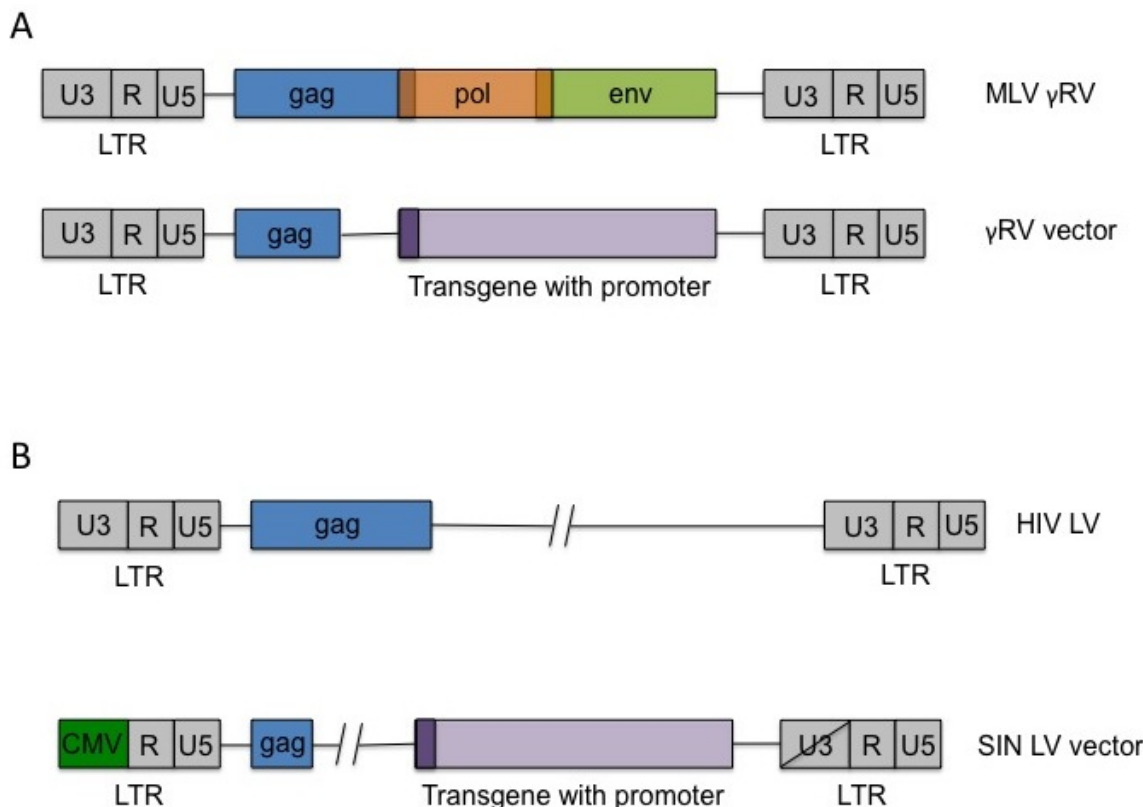 A
U3 R U5 gag pol env U3 R U5 MLV γRV
LTR LTR
U3 R U5 gag U3 R U5 γRV vector
LTR Transgene with promoter LTR
B
U3 R U5 gag U3 R U5 HIV LV
LTR LTR
CMV R U5 gag U3 R U5 SIN LV vector
LTR Transgene with promoter LTR